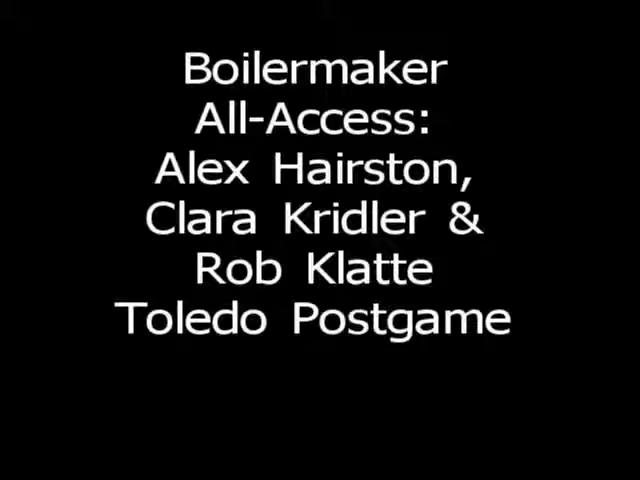 Boilermaker
All-Access:
Alex Hairston,
Clara Kridler &
Rob Klatte
Toledo Postgame